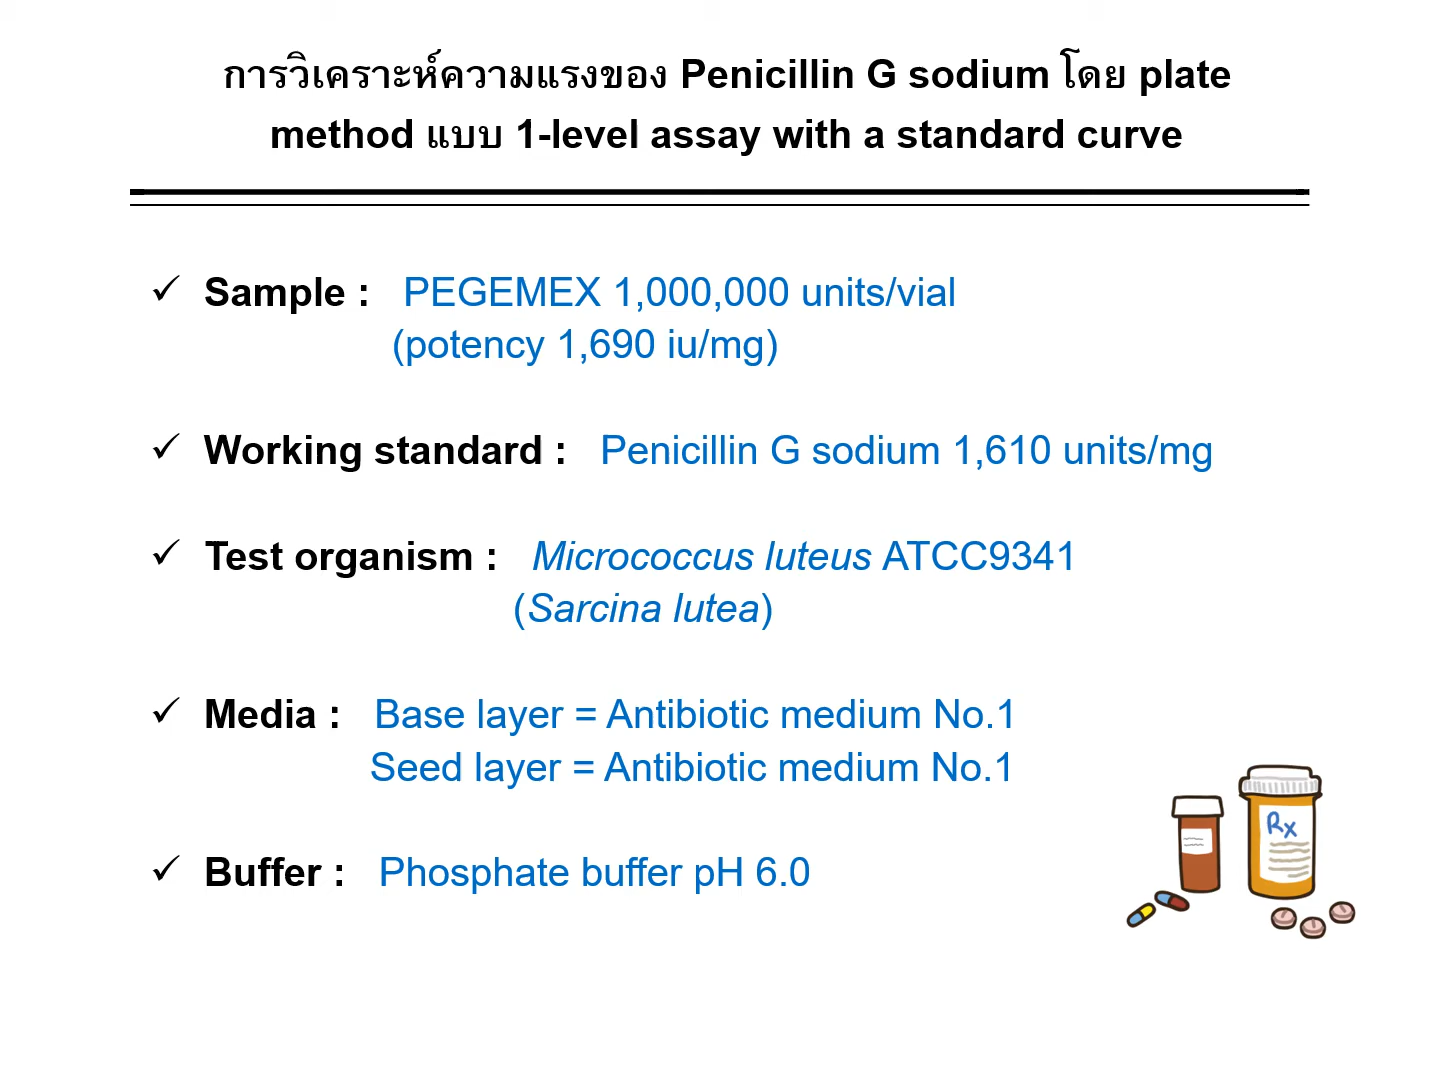 การวิเคราะห์ความแรงของ Penicillin G sodium โดย plate
method แบบ 1-level assay with a standard curve
✓ Sample : PEGEMEX 1,000,000 units/vial
(potency 1,690 iu/mg)
✓ Working standard : Penicillin G sodium 1,610 units/mg
✓ Test organism : Micrococcus luteus ATCC9341
(Sarcina lutea)
✓ Media : Base layer = Antibiotic medium No.1
Seed layer = Antibiotic medium No.1
✓ Buffer : Phosphate buffer pH 6.0
Rx